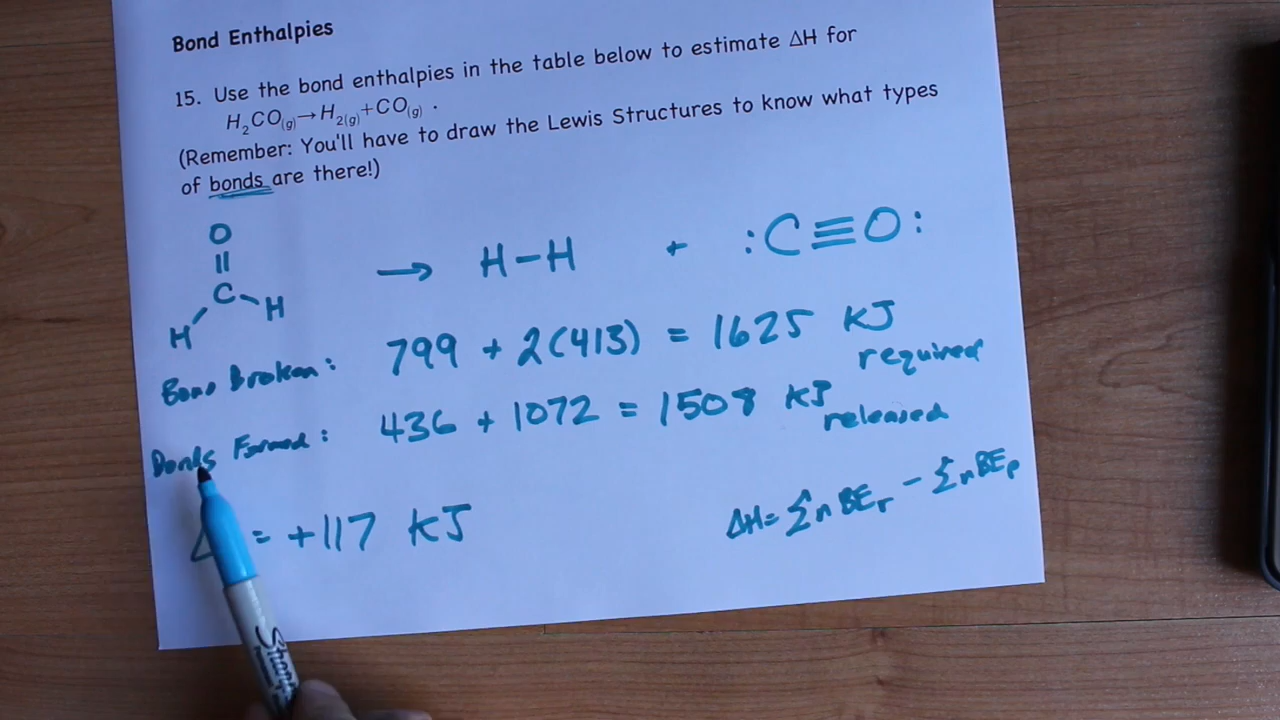 Bond Enthalpies
15. Use the bond enthalpies in the table below to estimate ΔH for
H₂CO(g)→H₂(g)+CO(g) .
(Remember: You'll have to draw the Lewis Structures to know what types
of bonds are there!)
O
||
C
H H
→ H–H + :C≡O:
Bond Broken: 799 + 2(413) = 1625 KJ
required
Bonds Formed: 436 + 1072 = 1508 KJ
released
= +117 KJ
ΔH= ΣnBEr – ΣnBEp
Sharp